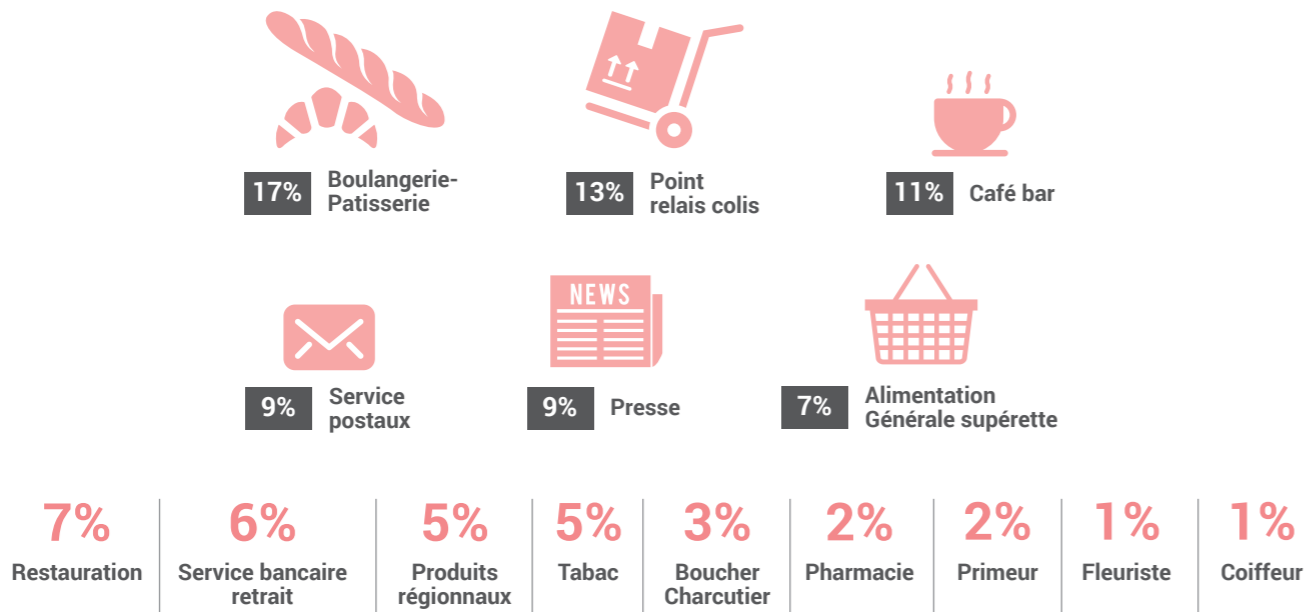 17% Boulangerie-
Patisserie
13% Point
relais colis
11% Café bar
NEWS
9% Service
postaux
9% Presse
7% Alimentation
Générale supérette
7%
Restauration
6%
Service bancaire
retrait
5%
Produits
régionnaux
5%
Tabac
3%
Boucher
Charcutier
2%
Pharmacie
2%
Primeur
1%
Fleuriste
1%
Coiffeur